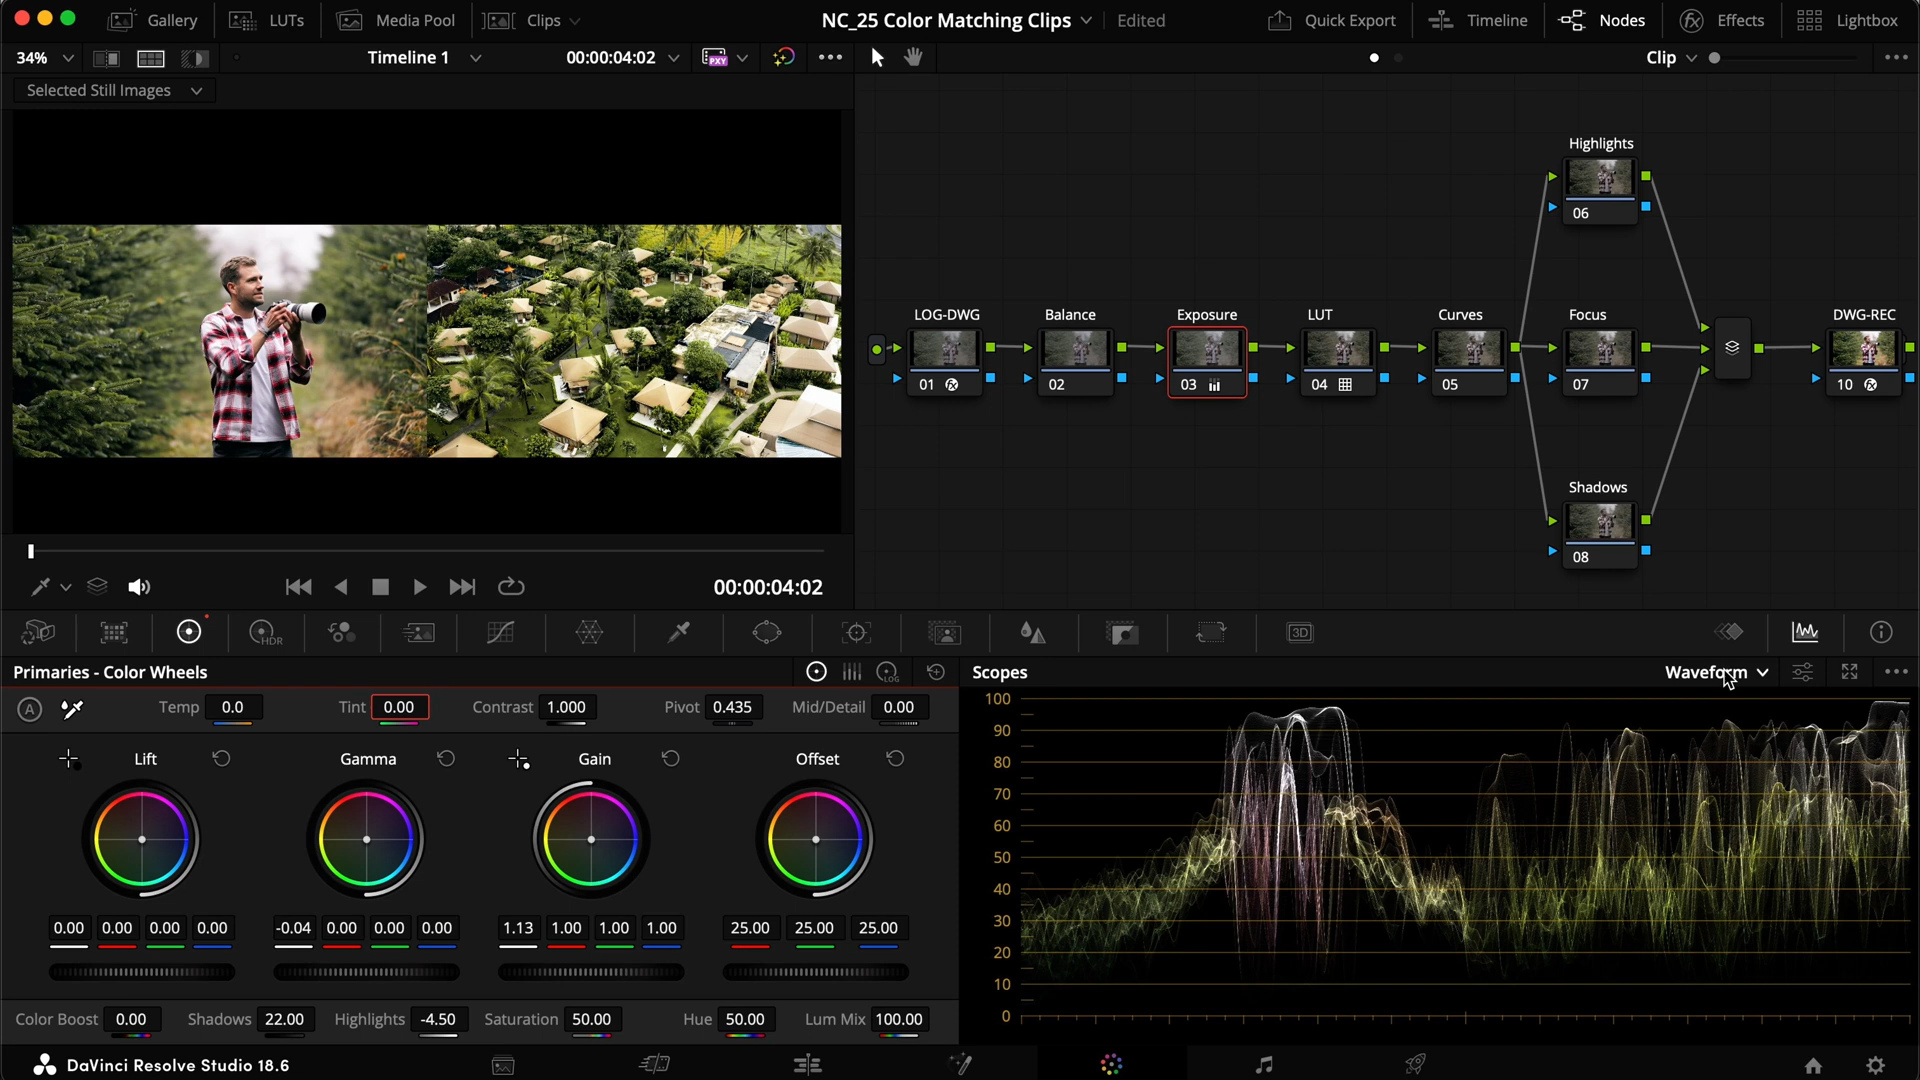 Gallery LUTs Media Pool Clips NC_25 Color Matching Clips Edited Quick Export Timeline Nodes Effects Lightbox
34% Timeline 1 00:00:04:02 PXY Clip
Selected Still Images
Highlights
06
LOG-DWG Balance Exposure LUT Curves Focus DWG-REC
01 02 03 04 05 07 10
Shadows
08
00:00:04:02
HDR 3D
Primaries - Color Wheels LOG Scopes Waveform
A Temp 0.0 Tint 0.00 Contrast 1.000 Pivot 0.435 Mid/Detail 0.00
Lift Gamma Gain Offset
0.00 0.00 0.00 0.00 -0.04 0.00 0.00 0.00 1.13 1.00 1.00 1.00 25.00 25.00 25.00
Color Boost 0.00 Shadows 22.00 Highlights -4.50 Saturation 50.00 Hue 50.00 Lum Mix 100.00
100
90
80
70
60
50
40
30
20
10
0
DaVinci Resolve Studio 18.6